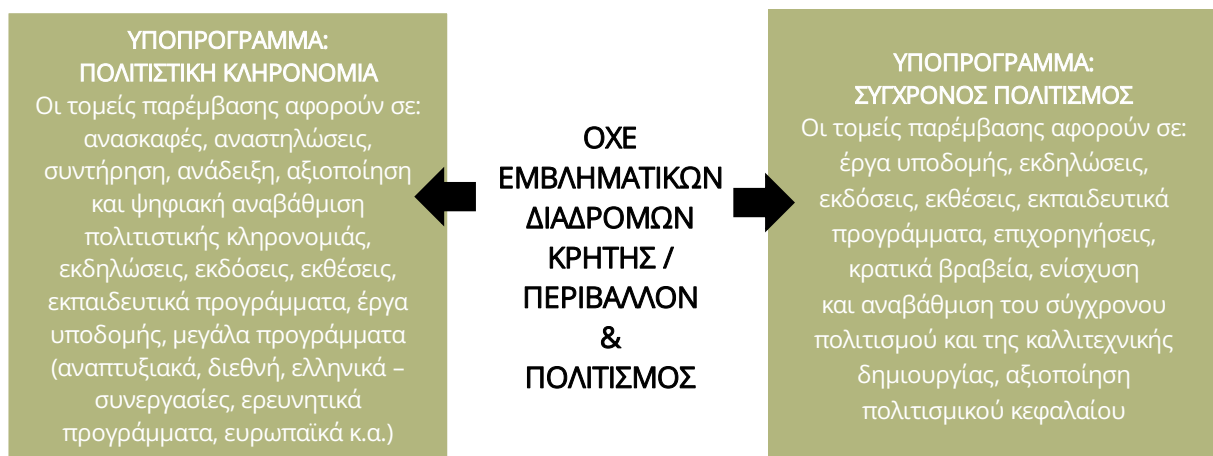 ΥΠΟΠΡΟΓΡΑΜΜΑ:
ΠΟΛΙΤΙΣΤΙΚΗ ΚΛΗΡΟΝΟΜΙΑ
Οι τομείς παρέμβασης αφορούν σε:
ανασκαφές, αναστηλώσεις,
συντήρηση, ανάδειξη, αξιοποίηση
και ψηφιακή αναβάθμιση
πολιτιστικής κληρονομιάς,
εκδηλώσεις, εκδόσεις, εκθέσεις,
εκπαιδευτικά προγράμματα, έργα
υποδομής, μεγάλα προγράμματα
(αναπτυξιακά, διεθνή, ελληνικά –
συνεργασίες, ερευνητικά
προγράμματα, ευρωπαϊκά κ.α.)
ΟΧΕ
ΕΜΒΛΗΜΑΤΙΚΩΝ
ΔΙΑΔΡΟΜΩΝ
ΚΡΗΤΗΣ /
ΠΕΡΙΒΑΛΛΟΝ
&
ΠΟΛΙΤΙΣΜΟΣ
ΥΠΟΠΡΟΓΡΑΜΜΑ:
ΣΥΓΧΡΟΝΟΣ ΠΟΛΙΤΙΣΜΟΣ
Οι τομείς παρέμβασης αφορούν σε:
έργα υποδομής, εκδηλώσεις,
εκδόσεις, εκθέσεις, εκπαιδευτικά
προγράμματα, επιχορηγήσεις,
κρατικά βραβεία, ενίσχυση
και αναβάθμιση του σύγχρονου
πολιτισμού και της καλλιτεχνικής
δημιουργίας, αξιοποίηση
πολιτισμικού κεφαλαίου